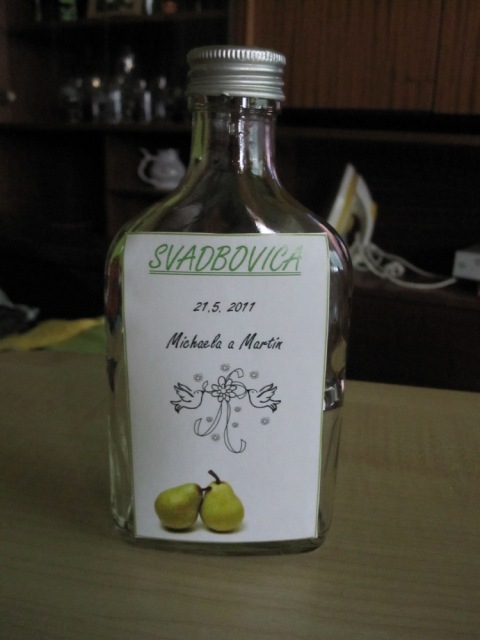 SVADBOVICA
21.5. 2011
Michaela a Martin